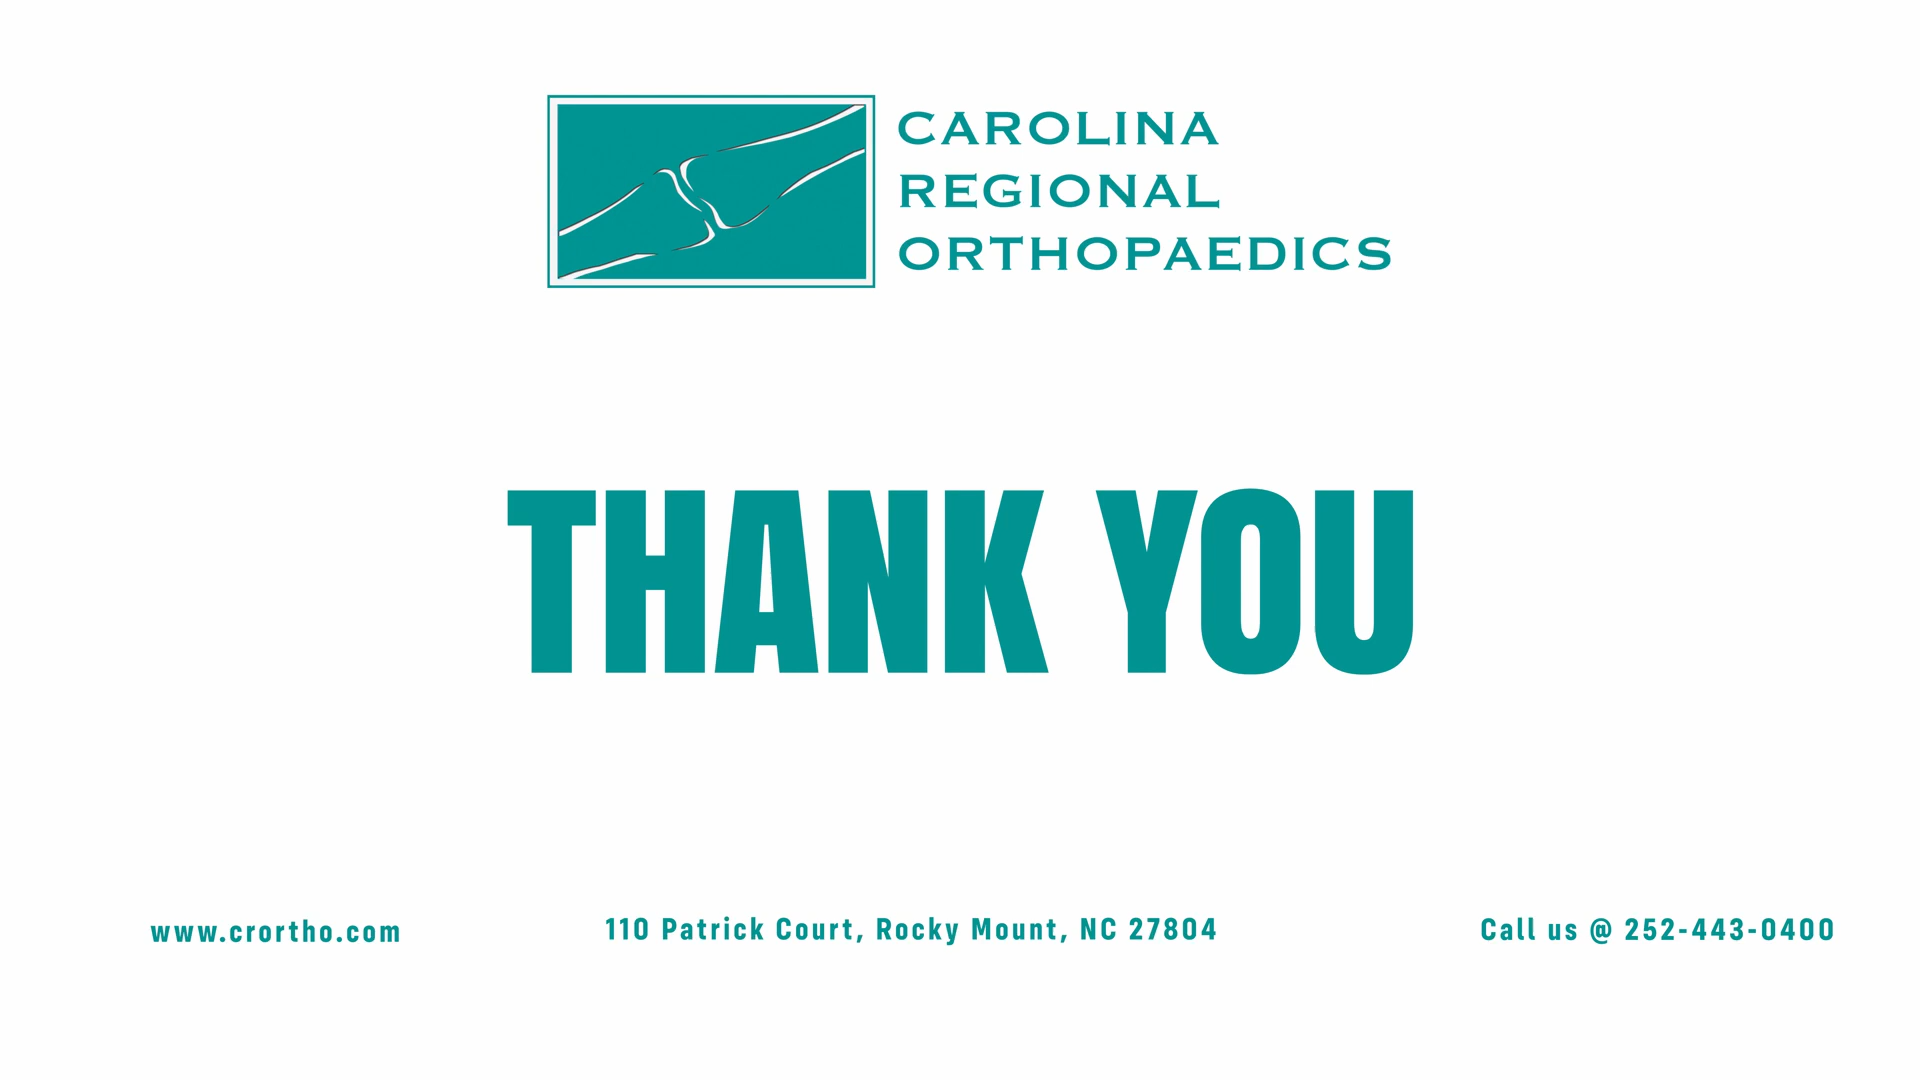 CAROLINA
REGIONAL
ORTHOPAEDICS
THANK YOU
www.crortho.com
110 Patrick Court, Rocky Mount, NC 27804
Call us @ 252-443-0400